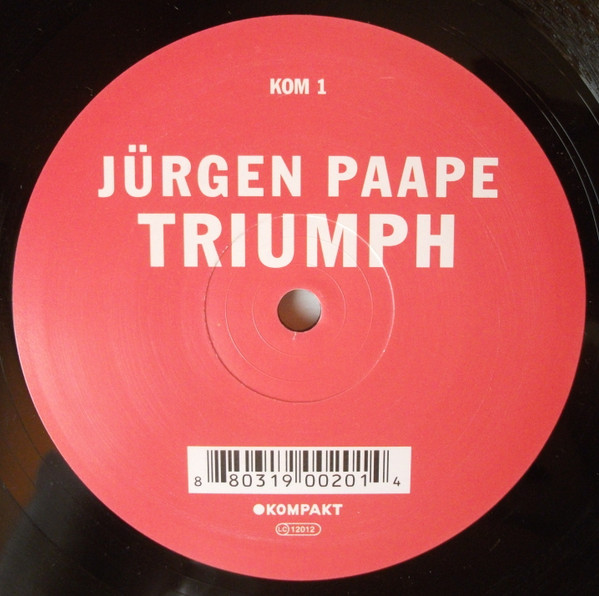 KOM 1
JÜRGEN PAAPE
TRIUMPH
8 80319 00201 4
KOMPAKT
LC 12012